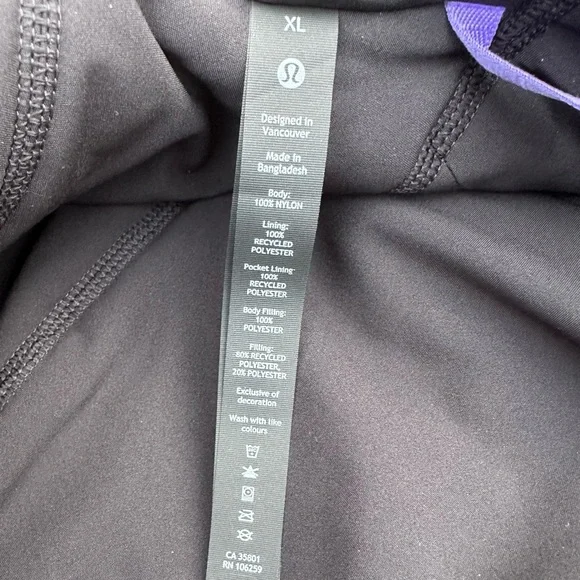 XL
Designed in
Vancouver
Made in
Bangladesh
Body:
100% NYLON
Lining:
100%
RECYCLED
POLYESTER
Pocket Lining
100%
RECYCLED
POLYESTER
Body Filling:
100%
POLYESTER
Filling:
80% RECYCLED
POLYESTER,
20% POLYESTER
Exclusive of
decoration
Wash with like
colours
CA 35801
RN 106259